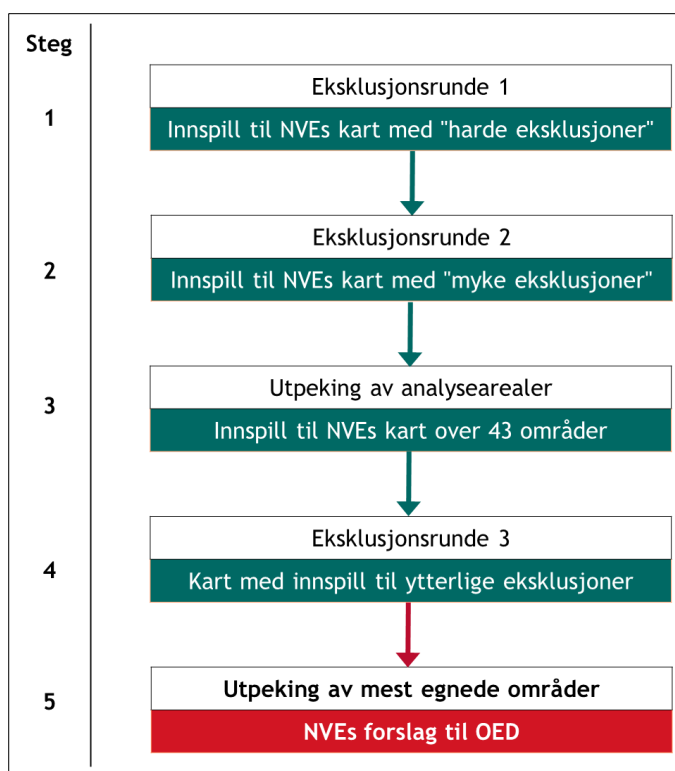 Steg
1
Eksklusjonsrunde 1
Innspill til NVEs kart med "harde eksklusjoner"
2
Eksklusjonsrunde 2
Innspill til NVEs kart med "myke eksklusjoner"
3
Utpeking av analysearealer
Innspill til NVEs kart over 43 områder
4
Eksklusjonsrunde 3
Kart med innspill til ytterlige eksklusjoner
5
Utpeking av mest egnede områder
NVEs forslag til OED